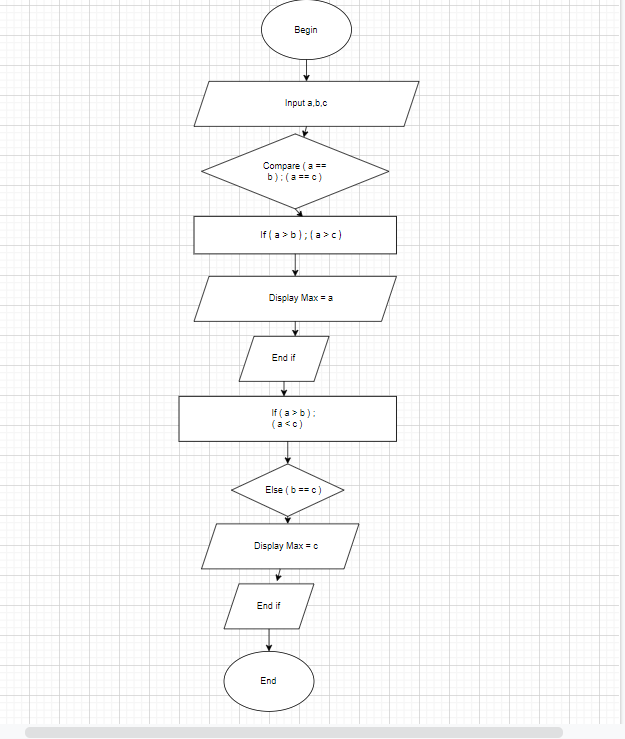 Begin
Input a,b,c
Compare ( a ==
b ) ; ( a == c )
If ( a > b ) ; ( a > c )
Display Max = a
End if
If ( a > b ) ;
( a < c )
Else ( b == c )
Display Max = c
End if
End